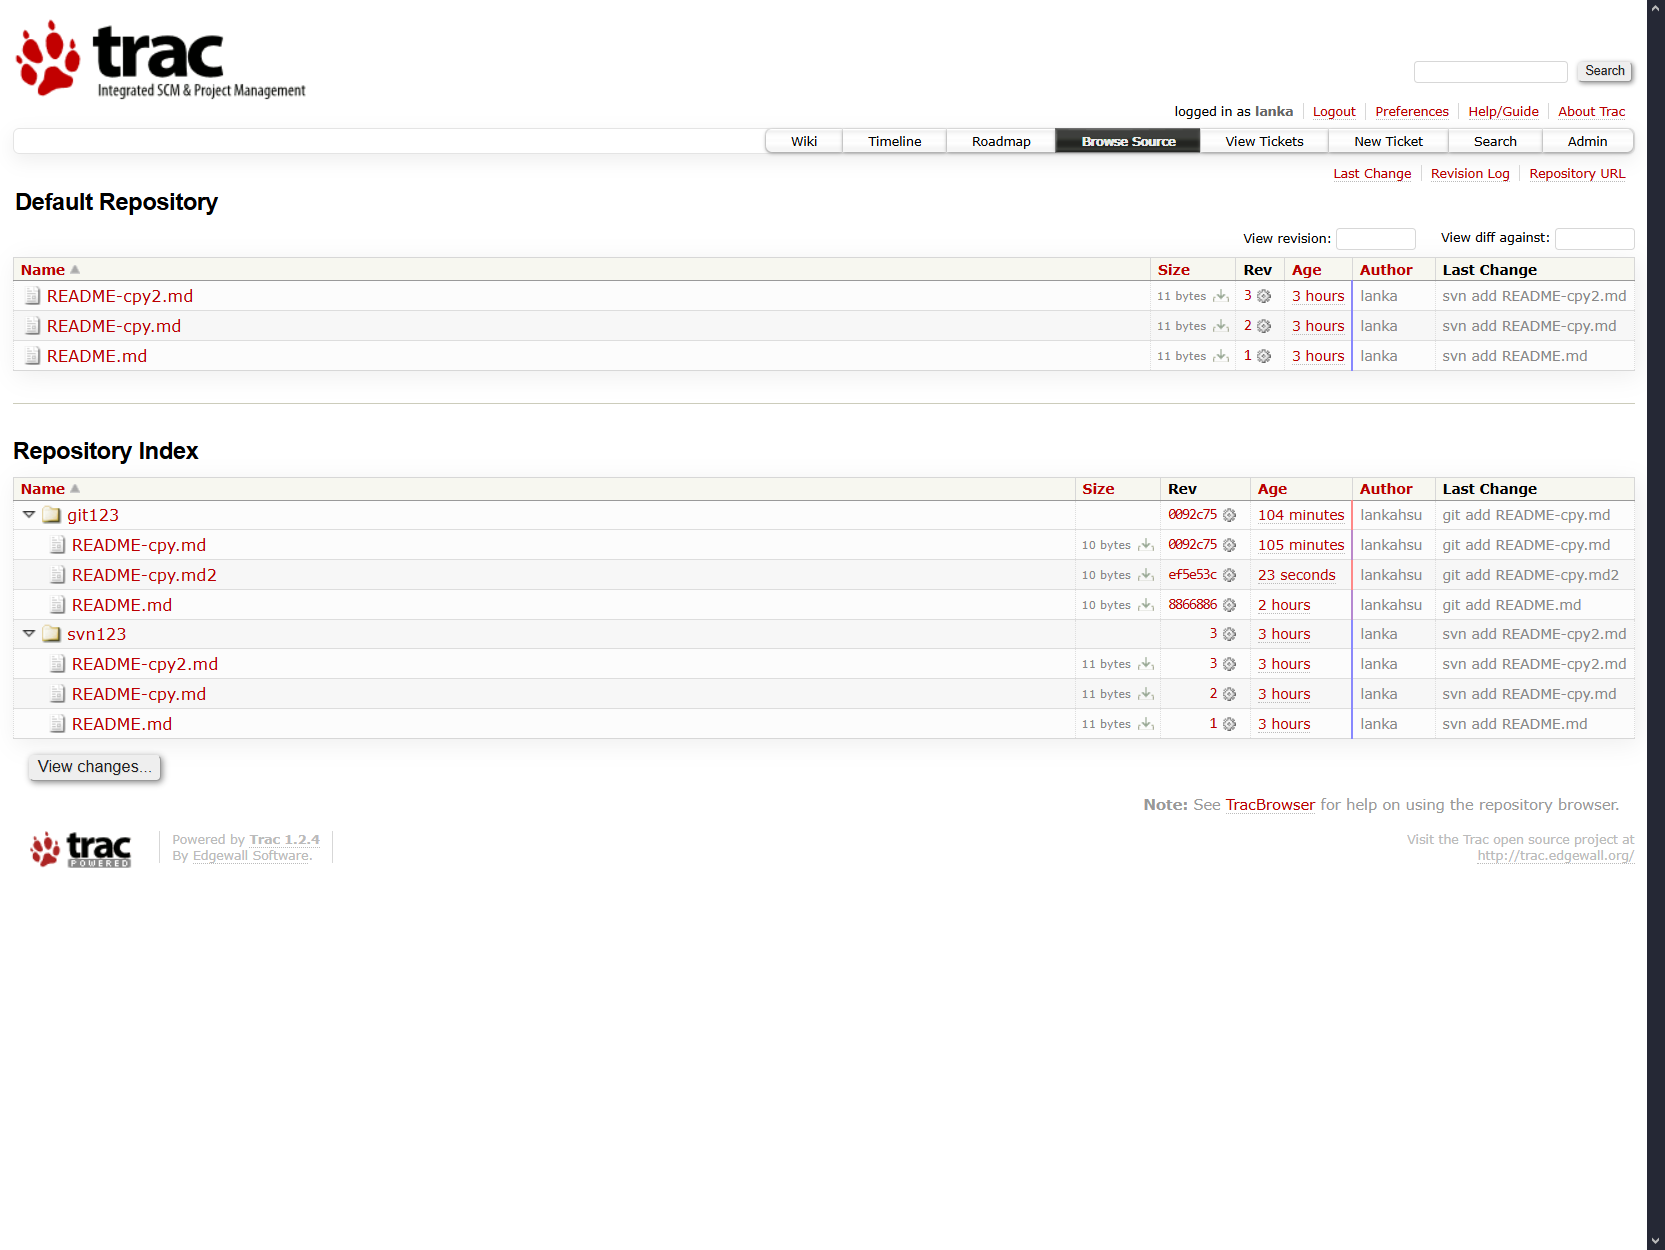 trac
Integrated SCM & Project Management
Search
logged in as lanka Logout Preferences Help/Guide About Trac
Wiki Timeline Roadmap Browse Source View Tickets New Ticket Search Admin
Last Change Revision Log Repository URL
Default Repository
View revision: View diff against:
Name Size Rev Age Author Last Change
README-cpy2.md 11 bytes 3 3 hours lanka svn add README-cpy2.md
README-cpy.md 11 bytes 2 3 hours lanka svn add README-cpy.md
README.md 11 bytes 1 3 hours lanka svn add README.md
Repository Index
Name Size Rev Age Author Last Change
git123 0092c75 104 minutes lankahsu git add README-cpy.md
README-cpy.md 10 bytes 0092c75 105 minutes lankahsu git add README-cpy.md
README-cpy.md2 10 bytes ef5e53c 23 seconds lankahsu git add README-cpy.md2
README.md 10 bytes 8866886 2 hours lankahsu git add README.md
svn123 3 3 hours lanka svn add README-cpy2.md
README-cpy2.md 11 bytes 3 3 hours lanka svn add README-cpy2.md
README-cpy.md 11 bytes 2 3 hours lanka svn add README-cpy.md
README.md 11 bytes 1 3 hours lanka svn add README.md
View changes...
Note: See TracBrowser for help on using the repository browser.
trac
POWERED
Powered by Trac 1.2.4
By Edgewall Software.
Visit the Trac open source project at
http://trac.edgewall.org/